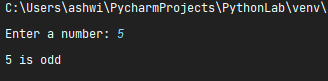 C:\Users\ashwi\PycharmProjects\PythonLab\venv\
Enter a number: 5
5 is odd